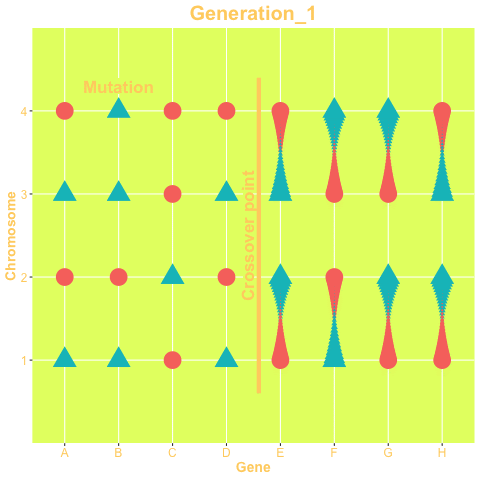 Generation_1
Mutation
Crossover point
Chromosome
4
3
2
1
A B C D E F G H
Gene